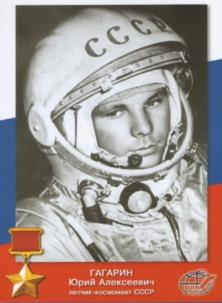 СССР
ГАГАРИН
Юрий Алексеевич
летчик-космонавт СССР